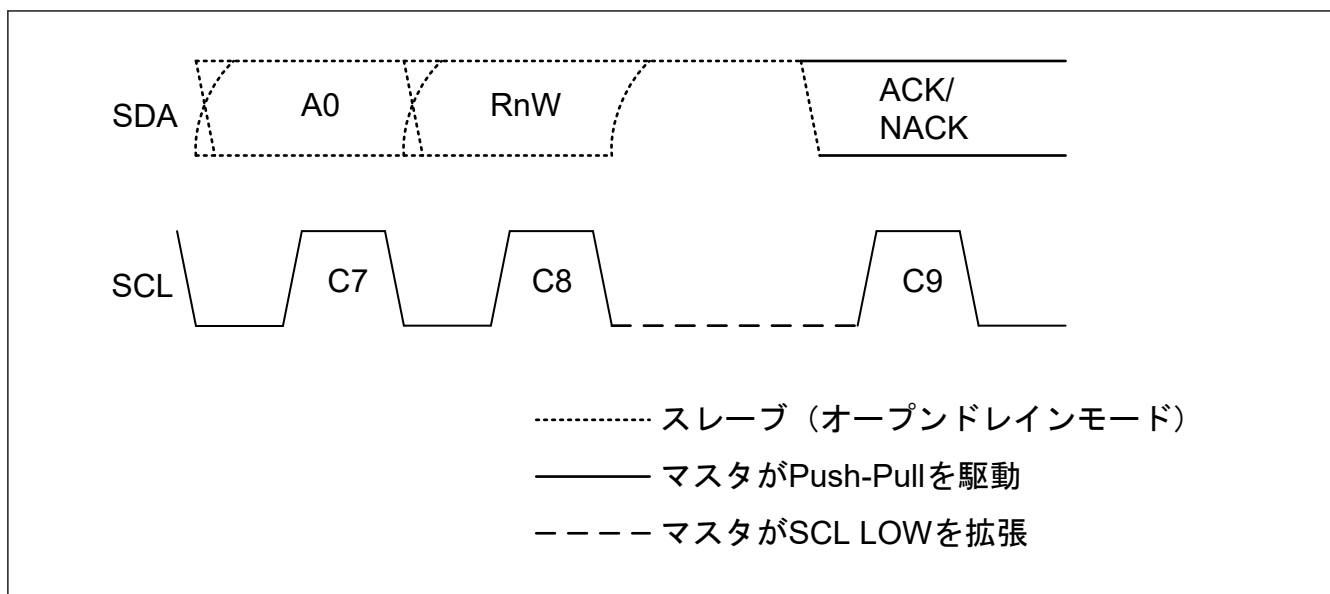 SDA
A0
RnW
ACK/
NACK
SCL
C7
C8
C9
スレーブ（オープンドレインモード）
マスタがPush-Pullを駆動
マスタがSCL LOWを拡張